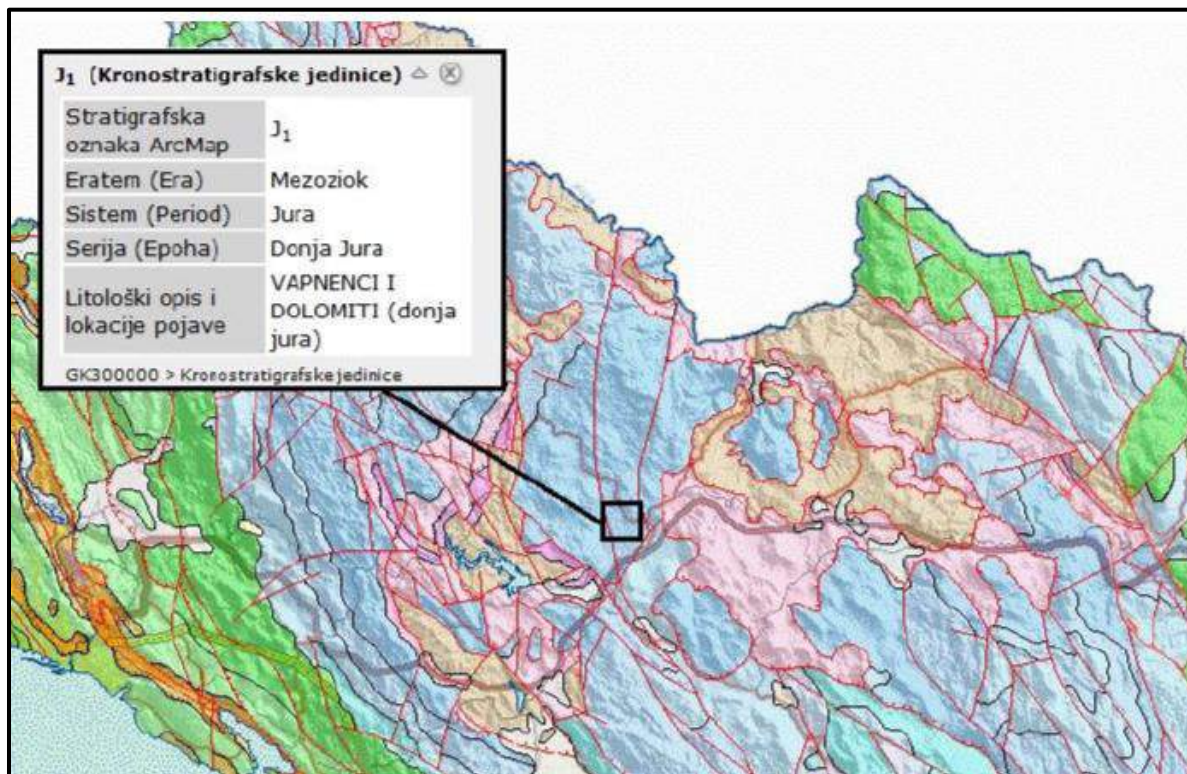 J₁ (Kronostratigrafske jedinice)
Stratigrafska
oznaka ArcMap
J₁
Eratem (Era)
Mezoziok
Sistem (Period)
Jura
Serija (Epoha)
Donja Jura
Litološki opis i
lokacije pojave
VAPNENCI I
DOLOMITI (donja
jura)
GK300000 > Kronostratigrafske jedinice